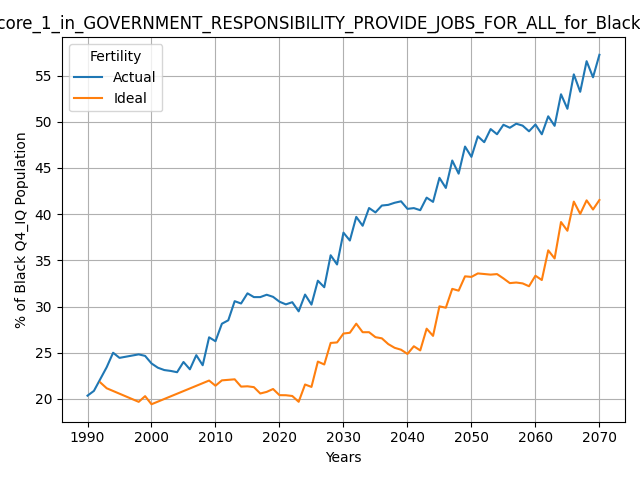 core_1_in_GOVERNMENT_RESPONSIBILITY_PROVIDE_JOBS_FOR_ALL_for_Black
Fertility
Actual
Ideal
% of Black Q4_IQ Population
55
50
45
40
35
30
25
20
1990 2000 2010 2020 2030 2040 2050 2060 2070
Years